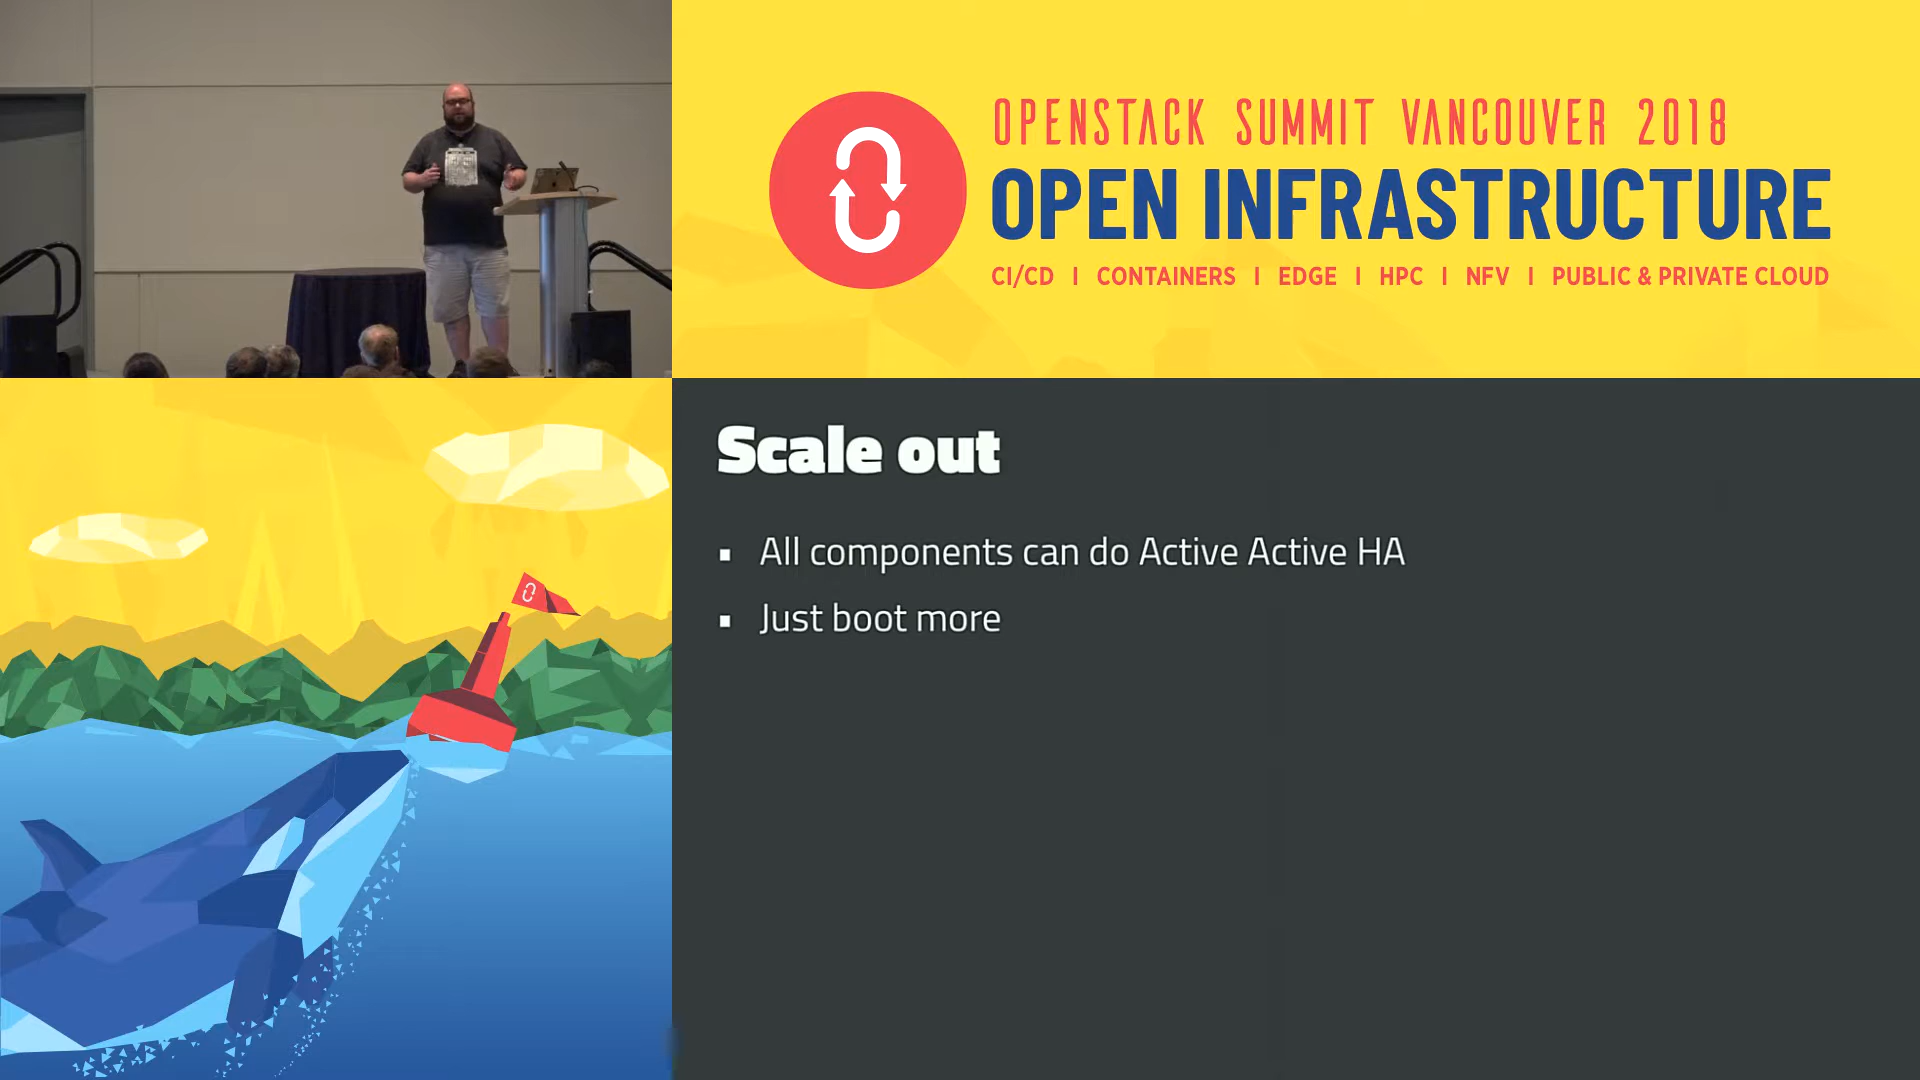 OPENSTACK SUMMIT VANCOUVER 2018
OPEN INFRASTRUCTURE
CI/CD | CONTAINERS | EDGE | HPC | NFV | PUBLIC & PRIVATE CLOUD
Scale out
▪ All components can do Active Active HA
▪ Just boot more